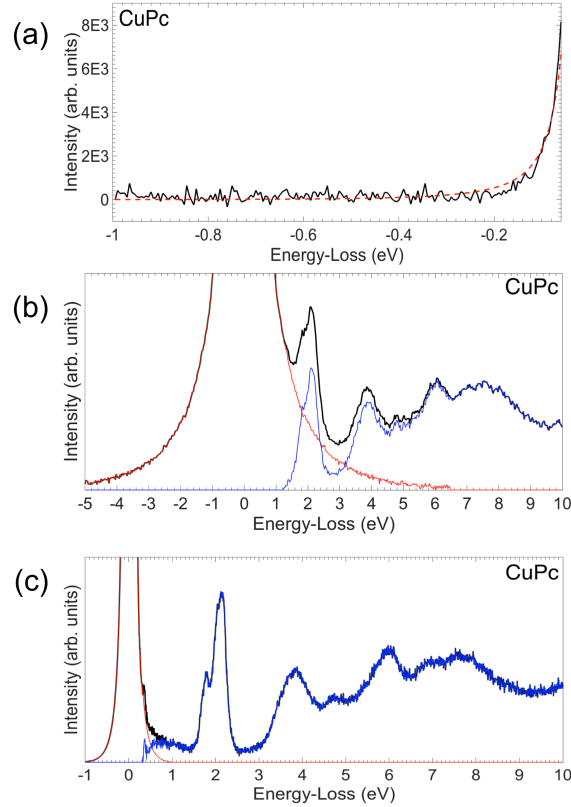 (a)
CuPc
Intensity (arb. units)
8E3
6E3
4E3
2E3
0
-1 -0.8 -0.6 -0.4 -0.2
Energy-Loss (eV)
(b)
CuPc
Intensity (arb. units)
-5 -4 -3 -2 -1 0 1 2 3 4 5 6 7 8 9 10
Energy-Loss (eV)
(c)
CuPc
Intensity (arb. units)
-1 0 1 2 3 4 5 6 7 8 9 10
Energy-Loss (eV)